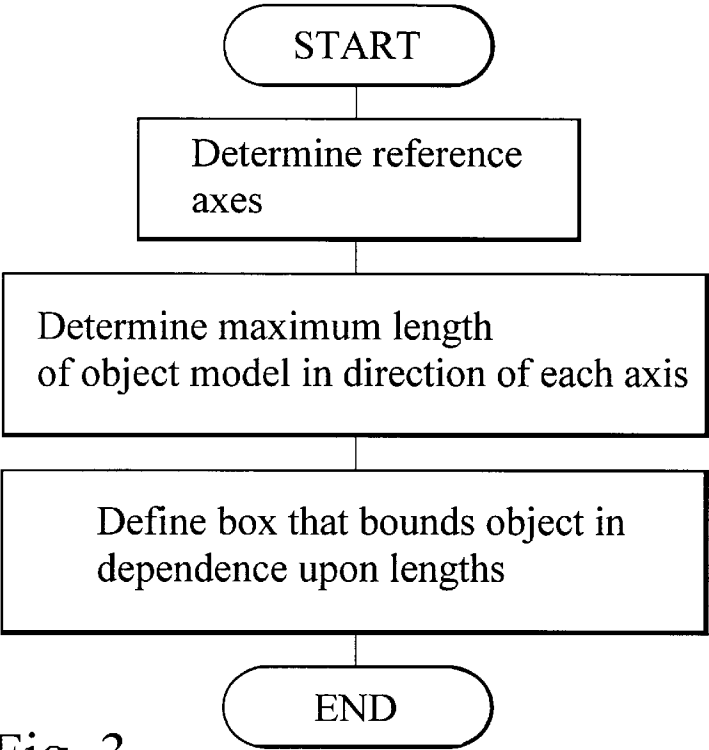 START
Determine reference
axes
Determine maximum length
of object model in direction of each axis
Define box that bounds object in
dependence upon lengths
END
Fig.